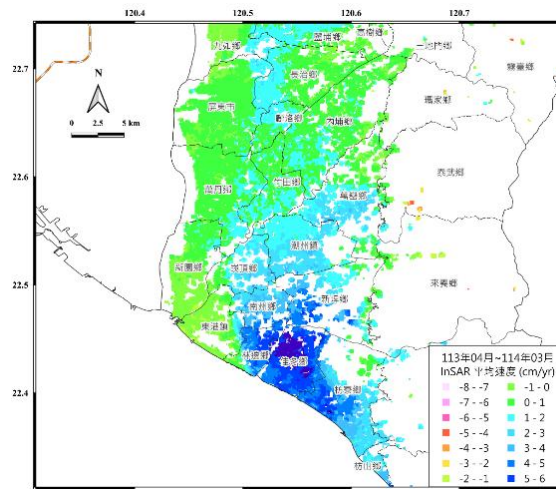 120.4 120.5 120.6 120.7
22.7
22.6
22.5
22.4
N
0 2.5 5 km
九如鄉
鹽埔鄉
高樹鄉
三地門鄉
霧臺鄉
長治鄉
屏東市
麟洛鄉
內埔鄉
瑪家鄉
泰武鄉
萬丹鄉
竹田鄉
萬巒鄉
潮州鎮
新園鄉
崁頂鄉
來義鄉
南州鄉
新埤鄉
東港鎮
林邊鄉
佳冬鄉
枋寮鄉
枋山鄉
113年04月~114年03月
InSAR 平均速度 (cm/yr)
-8 - -7
-7 - -6
-6 - -5
-5 - -4
-4 - -3
-3 - -2
-2 - -1
-1 - 0
0 - 1
1 - 2
2 - 3
3 - 4
4 - 5
5 - 6